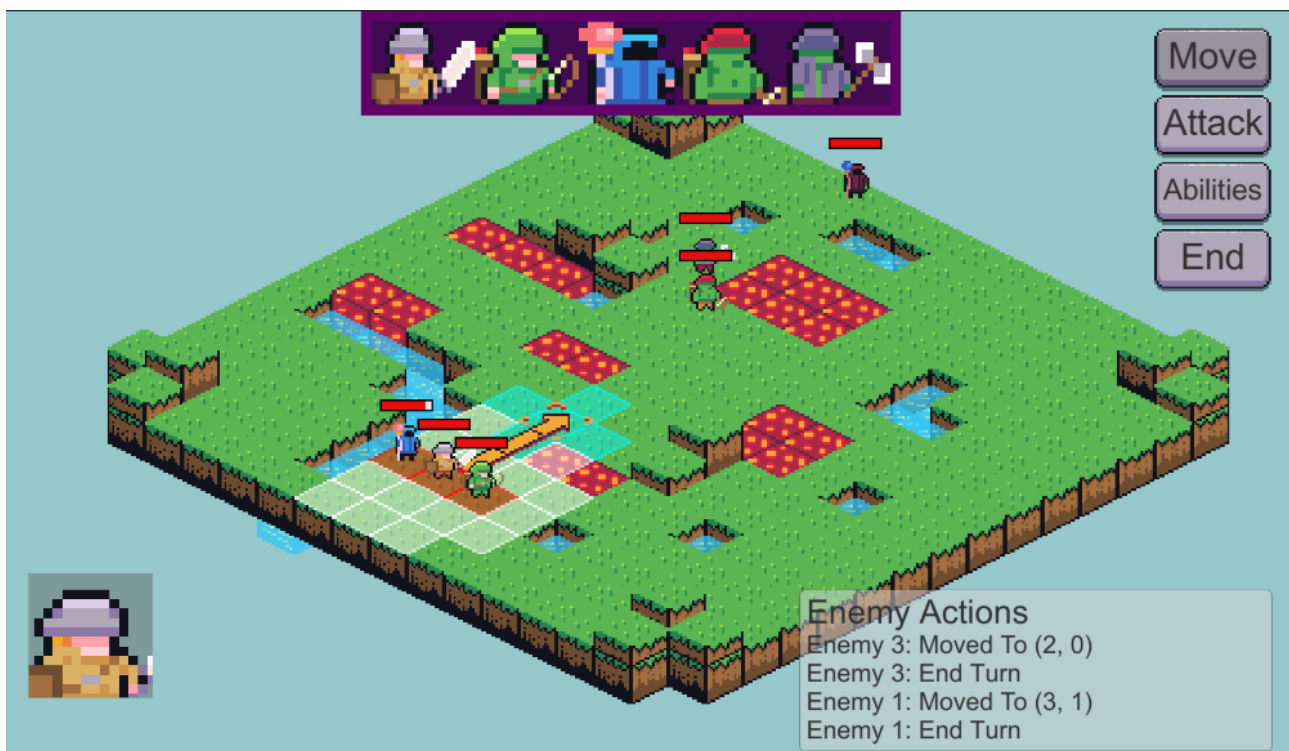 Move
Attack
Abilities
End
Enemy Actions
Enemy 3: Moved To (2, 0)
Enemy 3: End Turn
Enemy 1: Moved To (3, 1)
Enemy 1: End Turn